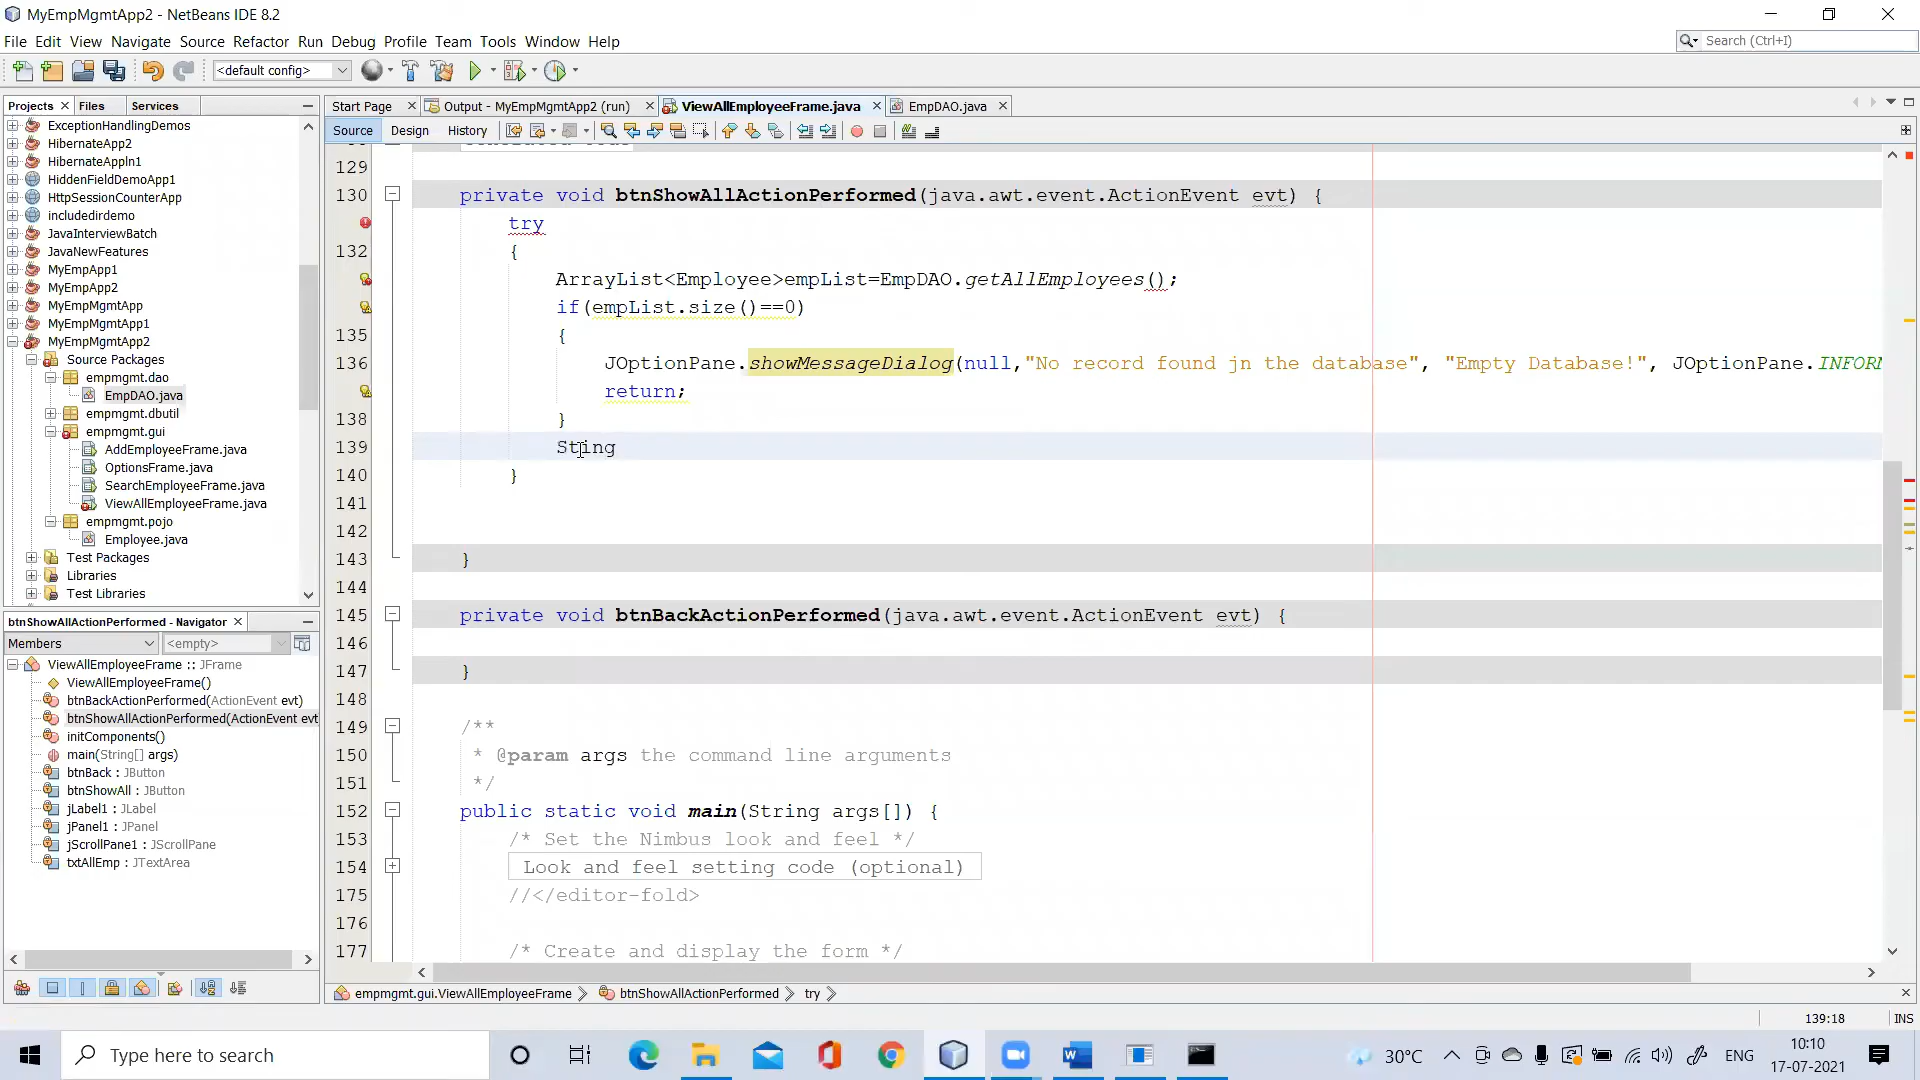 MyEmpMgmtApp2 - NetBeans IDE 8.2
File Edit View Navigate Source Refactor Run Debug Profile Team Tools Window Help
Search (Ctrl+I)
<default config>
Projects Files Services
Start Page Output - MyEmpMgmtApp2 (run) ViewAllEmployeeFrame.java EmpDAO.java
Source Design History
ExceptionHandlingDemos
HibernateApp2
HibernateAppIn1
HiddenFieldDemoApp1
HttpSessionCounterApp
includedirdemo
JavaInterviewBatch
JavaNewFeatures
MyEmpApp1
MyEmpApp2
MyEmpMgmtApp
MyEmpMgmtApp1
MyEmpMgmtApp2
Source Packages
empmgmt.dao
EmpDAO.java
empmgmt.dbutil
empmgmt.gui
AddEmployeeFrame.java
OptionsFrame.java
SearchEmployeeFrame.java
ViewAllEmployeeFrame.java
empmgmt.pojo
Employee.java
Test Packages
Libraries
Test Libraries
btnShowAllActionPerformed - Navigator
Members <empty>
ViewAllEmployeeFrame :: JFrame
ViewAllEmployeeFrame()
btnBackActionPerformed(ActionEvent evt)
btnShowAllActionPerformed(ActionEvent evt
initComponents()
main(String[] args)
btnBack : JButton
btnShowAll : JButton
jLabel1 : JLabel
jPanel1 : JPanel
jScrollPane1 : JScrollPane
txtAllEmp : JTextArea
129
130 private void btnShowAllActionPerformed(java.awt.event.ActionEvent evt) {
try
132 {
ArrayList<Employee>empList=EmpDAO.getAllEmployees();
if(empList.size()==0)
135 {
136 JOptionPane.showMessageDialog(null,"No record found jn the database", "Empty Database!", JOptionPane.INFORM
return;
138 }
139 Sting
140 }
141
142
143 }
144
145 private void btnBackActionPerformed(java.awt.event.ActionEvent evt) {
146
147 }
148
149 /**
150 * @param args the command line arguments
151 */
152 public static void main(String args[]) {
153 /* Set the Nimbus look and feel */
154 Look and feel setting code (optional)
175 //</editor-fold>
176
177 /* Create and display the form */
empmgmt.gui.ViewAllEmployeeFrame btnShowAllActionPerformed try
139:18 INS
Type here to search
30°C ENG
10:10
17-07-2021